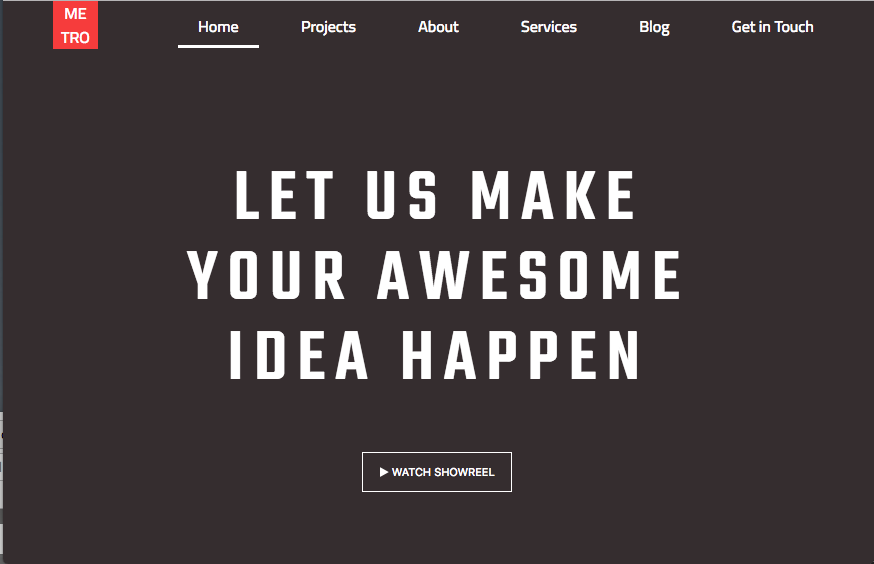 ME
TRO
Home Projects About Services Blog Get in Touch
LET US MAKE
YOUR AWESOME
IDEA HAPPEN
▶ WATCH SHOWREEL